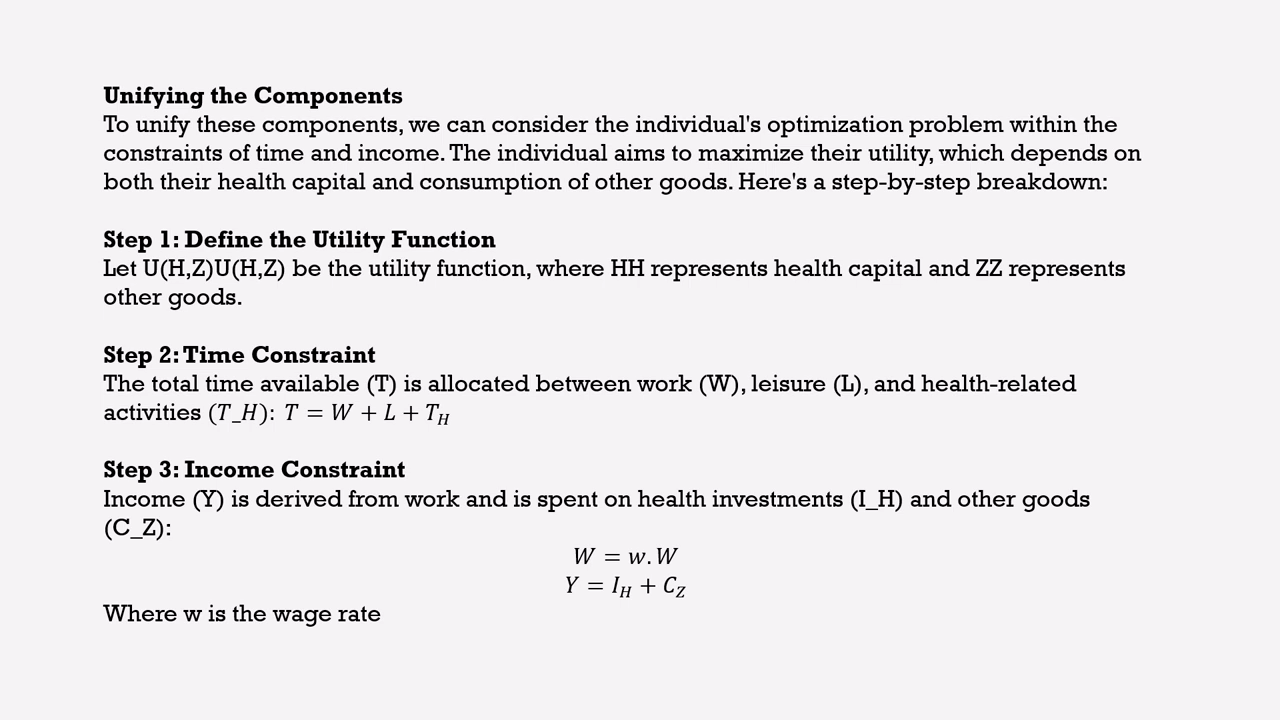 Unifying the Components
To unify these components, we can consider the individual's optimization problem within the
constraints of time and income. The individual aims to maximize their utility, which depends on
both their health capital and consumption of other goods. Here's a step-by-step breakdown:
Step 1: Define the Utility Function
Let U(H,Z)U(H,Z) be the utility function, where HH represents health capital and ZZ represents
other goods.
Step 2: Time Constraint
The total time available (T) is allocated between work (W), leisure (L), and health-related
activities (T_H): T = W + L + T_H
Step 3: Income Constraint
Income (Y) is derived from work and is spent on health investments (I_H) and other goods
(C_Z):
W = w. W
Y = I_H + C_Z
Where w is the wage rate